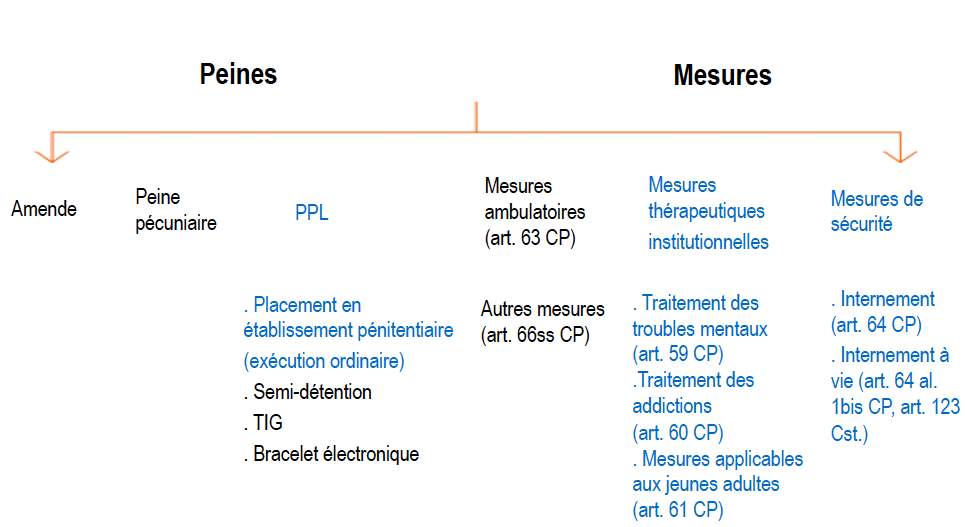 Peines
Mesures
Amende
Peine
pécuniaire
PPL
Mesures
ambulatoires
(art. 63 CP)
Mesures
thérapeutiques
institutionnelles
Mesures de
sécurité
. Placement en
établissement pénitentiaire
(exécution ordinaire)
. Semi-détention
. TIG
. Bracelet électronique
Autres mesures
(art. 66ss CP)
. Traitement des
troubles mentaux
(art. 59 CP)
.Traitement des
addictions
(art. 60 CP)
. Mesures applicables
aux jeunes adultes
(art. 61 CP)
. Internement
(art. 64 CP)
. Internement à
vie (art. 64 al.
1bis CP, art. 123
Cst.)